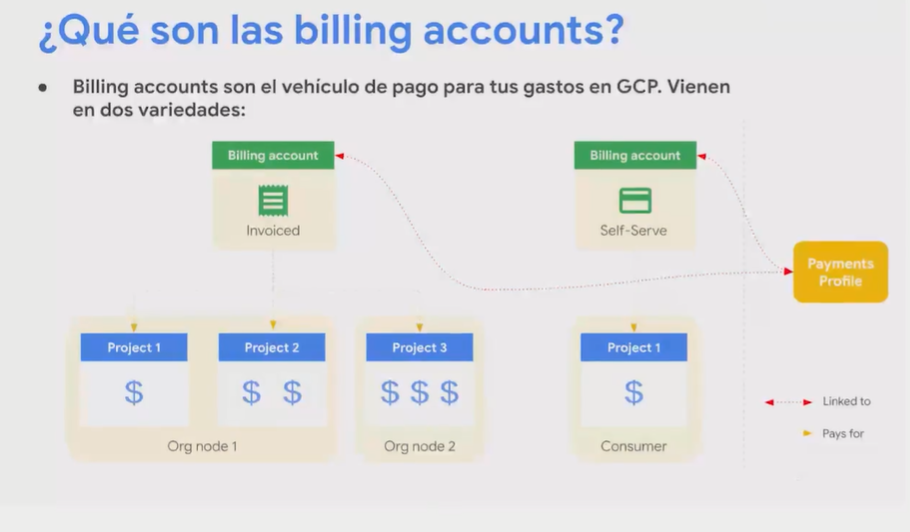 ¿Qué son las billing accounts?
● Billing accounts son el vehículo de pago para tus gastos en GCP. Vienen
en dos variedades:
Billing account
Invoiced
Billing account
Self-Serve
Payments
Profile
Project 1
$
Project 2
$ $
Org node 1
Project 3
$ $ $
Org node 2
Project 1
$
Consumer
Linked to
Pays for